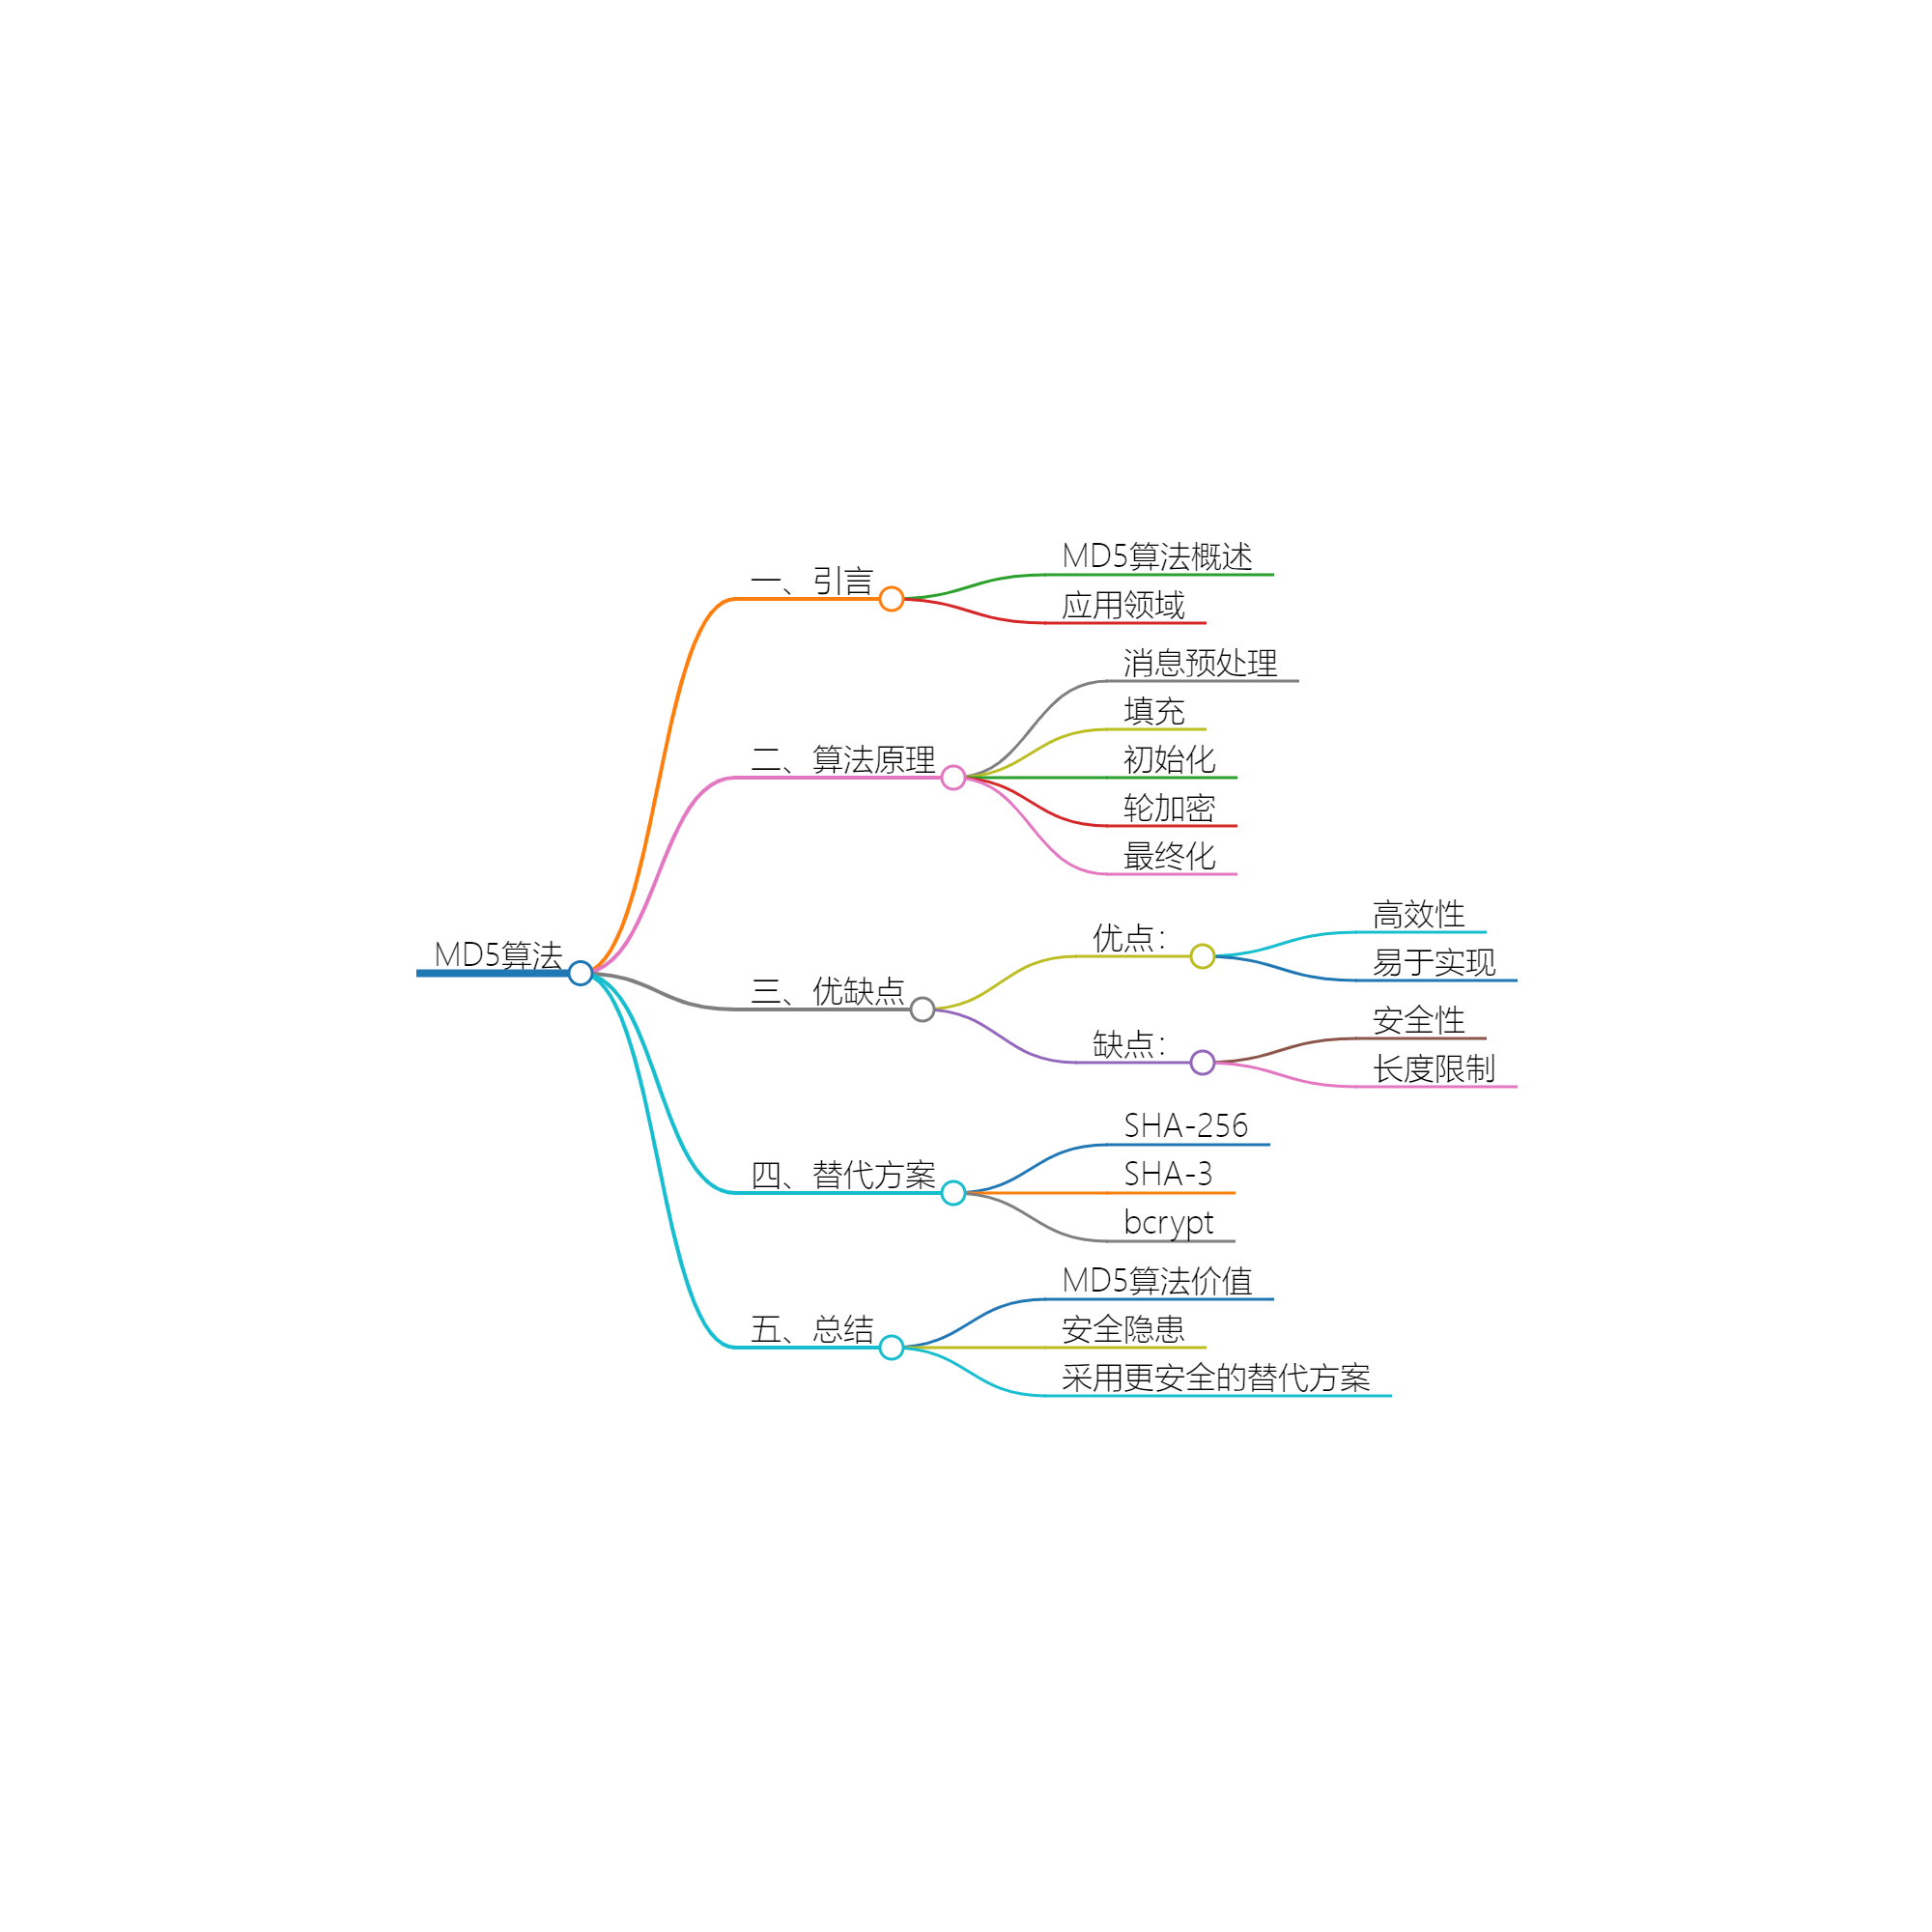 MD5算法
一、引言
MD5算法概述
应用领域
二、算法原理
消息预处理
填充
初始化
轮加密
最终化
三、优缺点
优点：
高效性
易于实现
缺点：
安全性
长度限制
四、替代方案
SHA-256
SHA-3
bcrypt
五、总结
MD5算法价值
安全隐患
采用更安全的替代方案